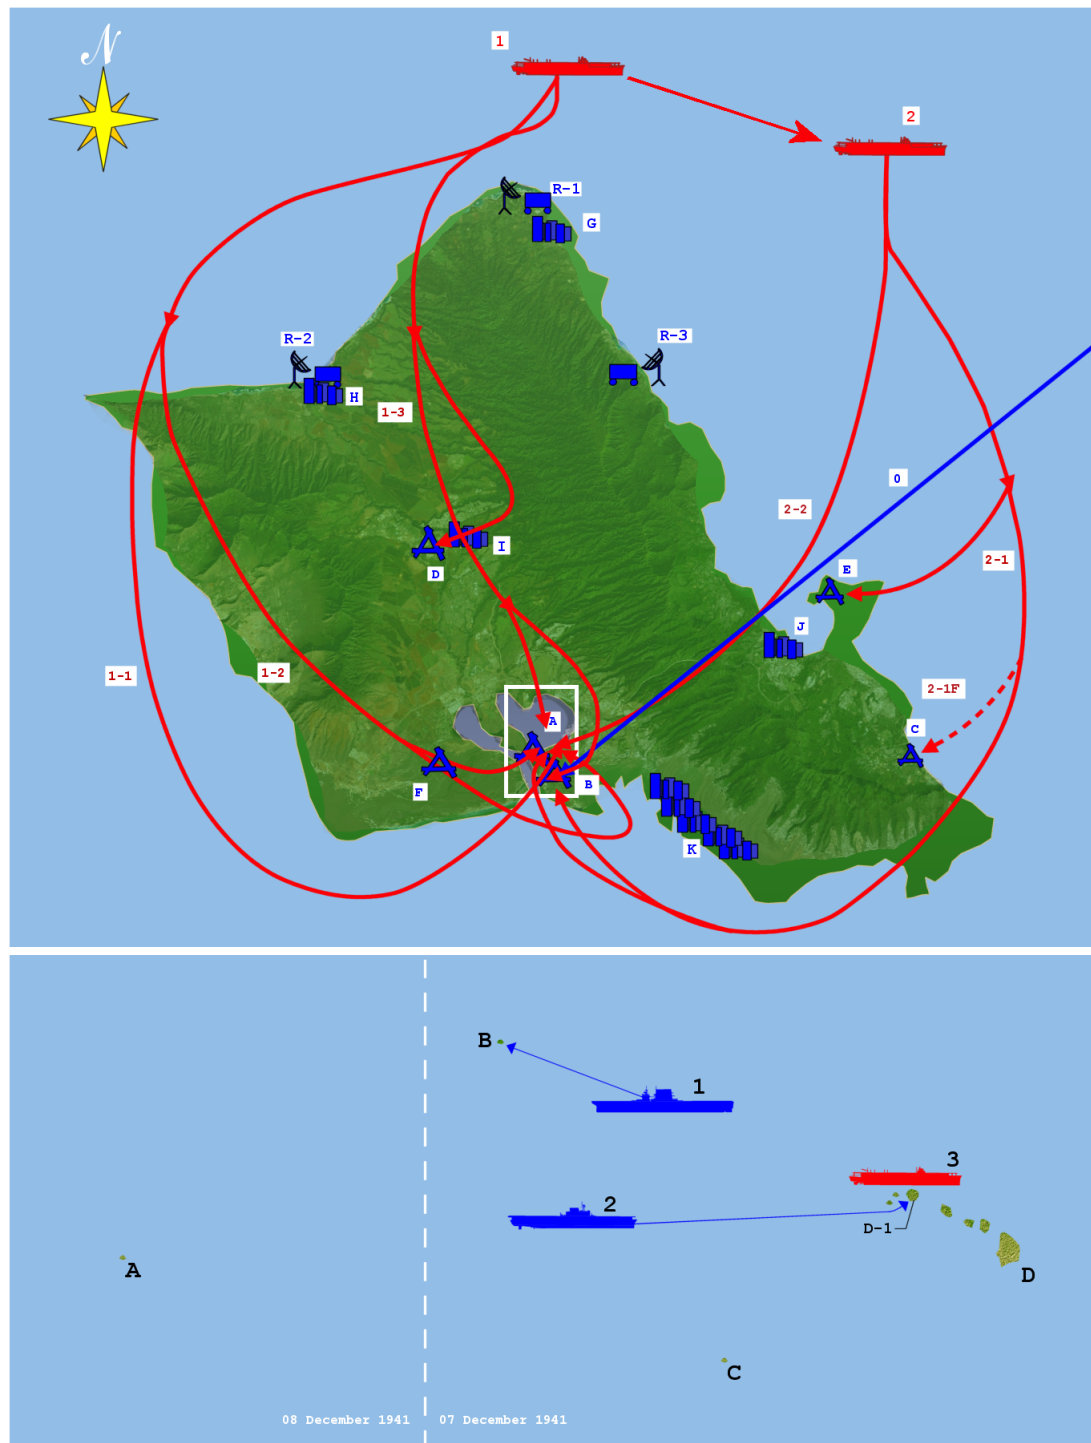 N
1
2
R-1
G
R-2
R-3
H
1-3
0
2-2
I
D
2-1
E
J
1-1
1-2
2-1F
A
C
F
B
K
B
1
3
2
D-1
A
D
C
08 December 1941
07 December 1941